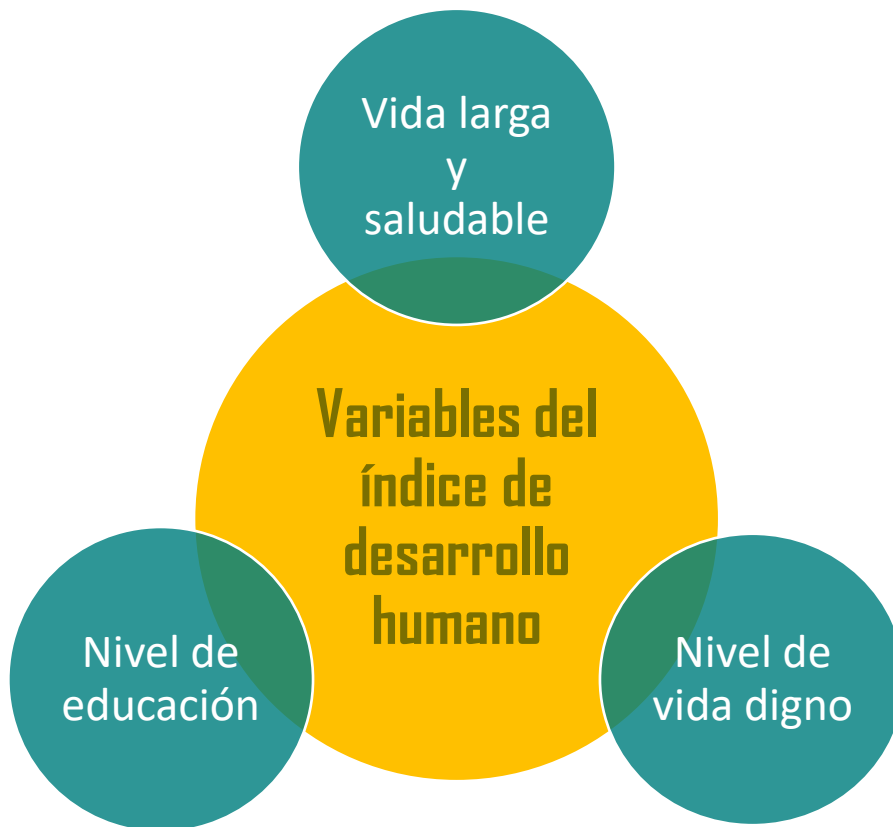 Vida larga
y
saludable
Variables del
índice de
desarrollo
humano
Nivel de
educación
Nivel de
vida digno